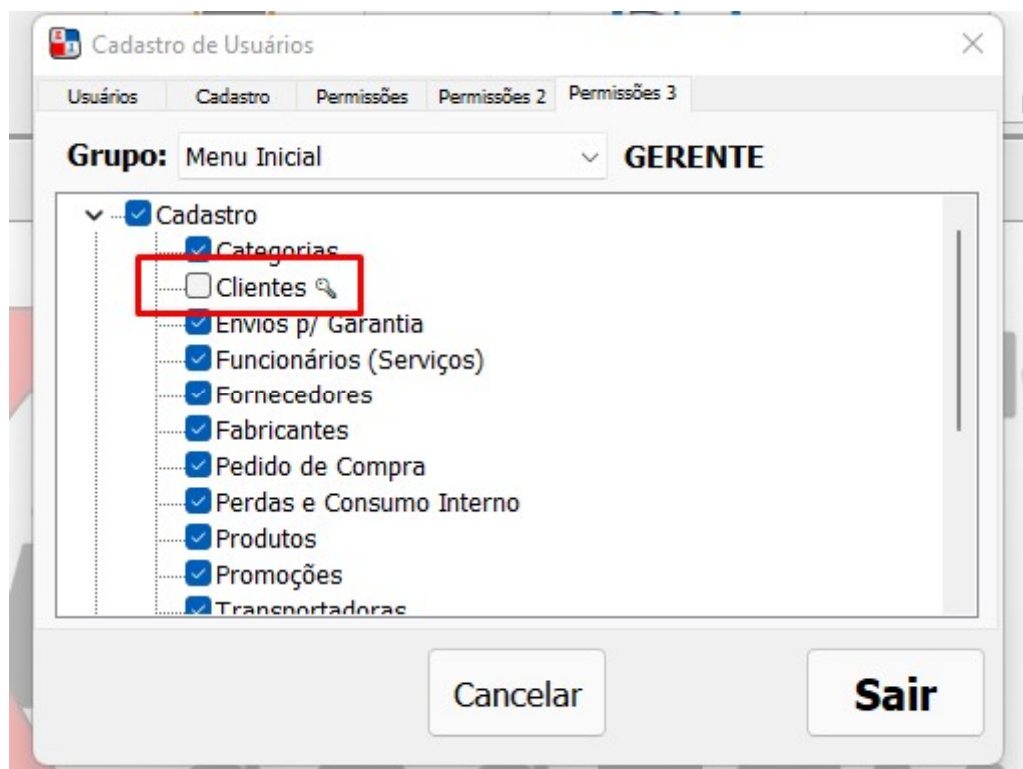 Cadastro de Usuários
Usuários Cadastro Permissões Permissões 2 Permissões 3
Grupo: Menu Inicial GERENTE
Cadastro
Categorias
Clientes
Envios p/ Garantia
Funcionários (Serviços)
Fornecedores
Fabricantes
Pedido de Compra
Perdas e Consumo Interno
Produtos
Promoções
Transportadoras
Cancelar Sair